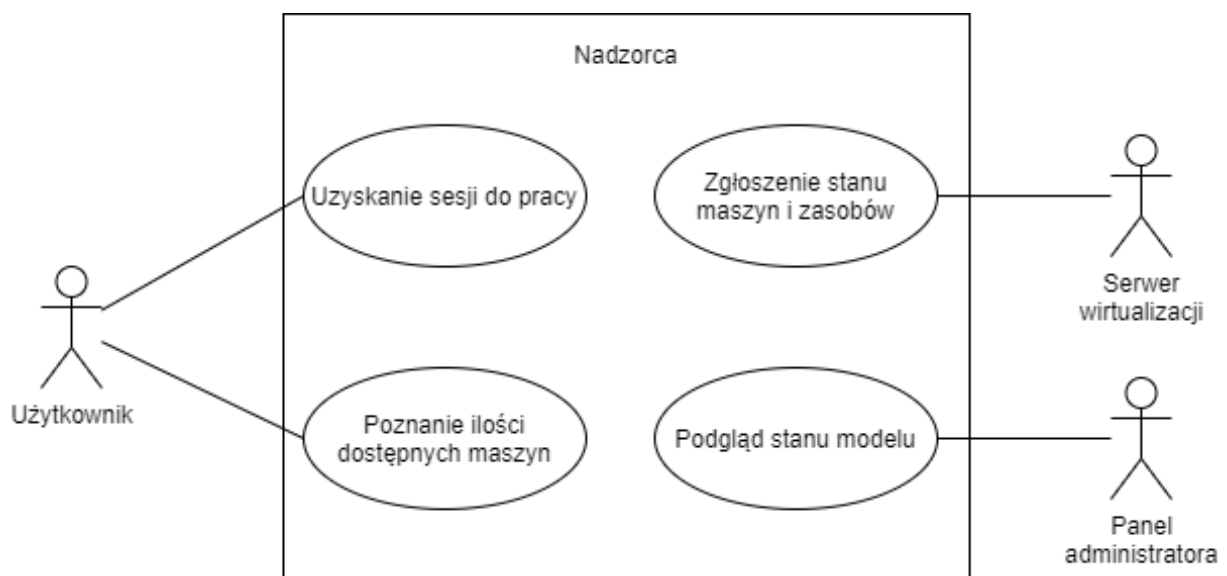 Nadzorca
Uzyskanie sesji do pracy
Zgłoszenie stanu
maszyn i zasobów
Serwer
wirtualizacji
Użytkownik
Poznanie ilości
dostępnych maszyn
Podgląd stanu modelu
Panel
administratora